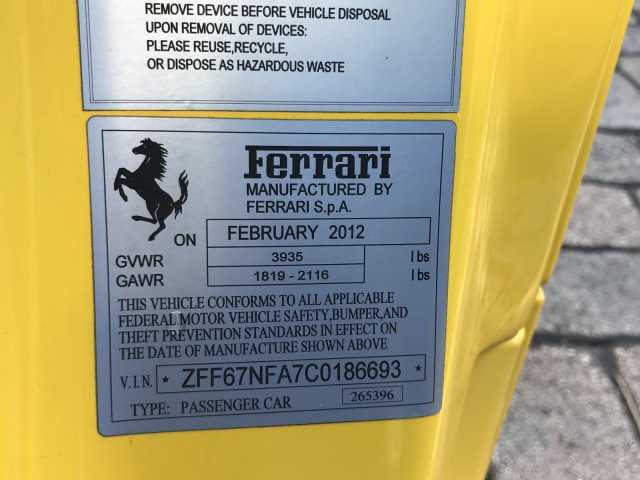 REMOVE DEVICE BEFORE VEHICLE DISPOSAL
UPON REMOVAL OF DEVICES:
PLEASE REUSE,RECYCLE,
OR DISPOSE AS HAZARDOUS WASTE
Ferrari
MANUFACTURED BY
FERRARI S.p.A.
ON FEBRUARY 2012
GVWR 3935 lbs
GAWR 1819 - 2116 lbs
THIS VEHICLE CONFORMS TO ALL APPLICABLE
FEDERAL MOTOR VEHICLE SAFETY,BUMPER,AND
THEFT PREVENTION STANDARDS IN EFFECT ON
THE DATE OF MANUFACTURE SHOWN ABOVE
V.I.N. * ZFF67NFA7C0186693 *
TYPE: PASSENGER CAR 265396